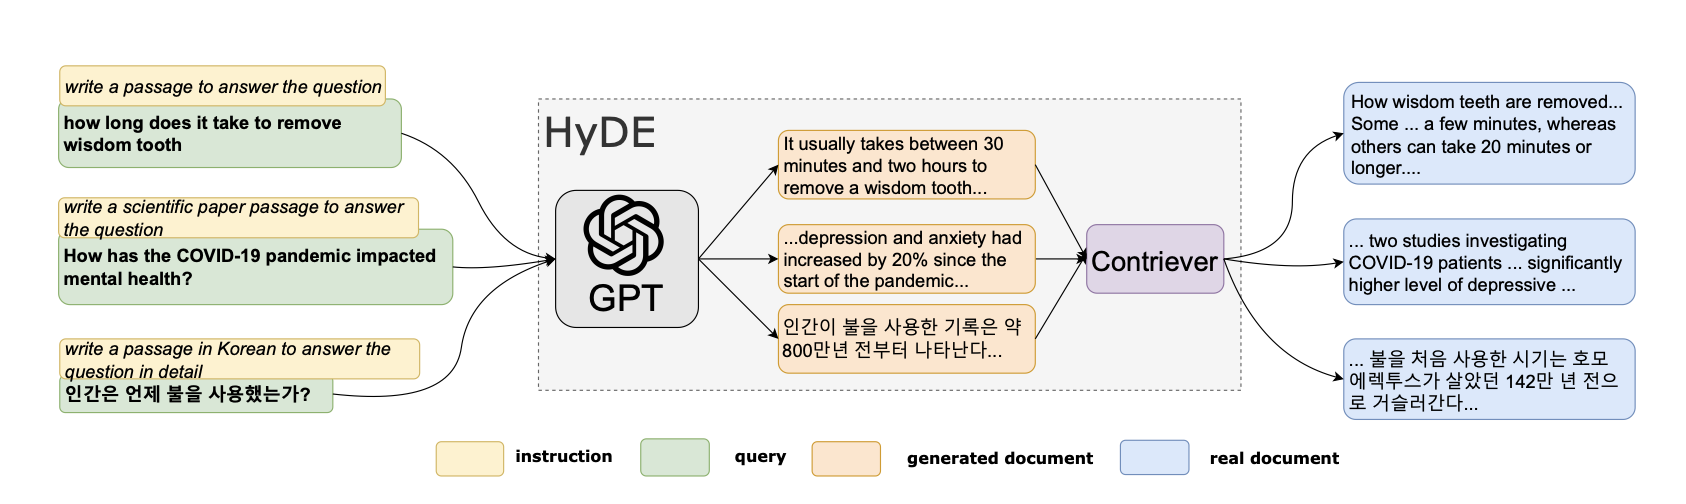 write a passage to answer the question
how long does it take to remove
wisdom tooth
write a scientific paper passage to answer
the question
How has the COVID-19 pandemic impacted
mental health?
write a passage in Korean to answer the
question in detail
인간은 언제 불을 사용했는가?
HyDE
GPT
It usually takes between 30
minutes and two hours to
remove a wisdom tooth...
...depression and anxiety had
increased by 20% since the
start of the pandemic...
인간이 불을 사용한 기록은 약
800만년 전부터 나타난다...
Contriever
How wisdom teeth are removed...
Some ... a few minutes, whereas
others can take 20 minutes or
longer....
... two studies investigating
COVID-19 patients ... significantly
higher level of depressive ...
... 불을 처음 사용한 시기는 호모
에렉투스가 살았던 142만 년 전으
로 거슬러간다...
instruction
query
generated document
real document